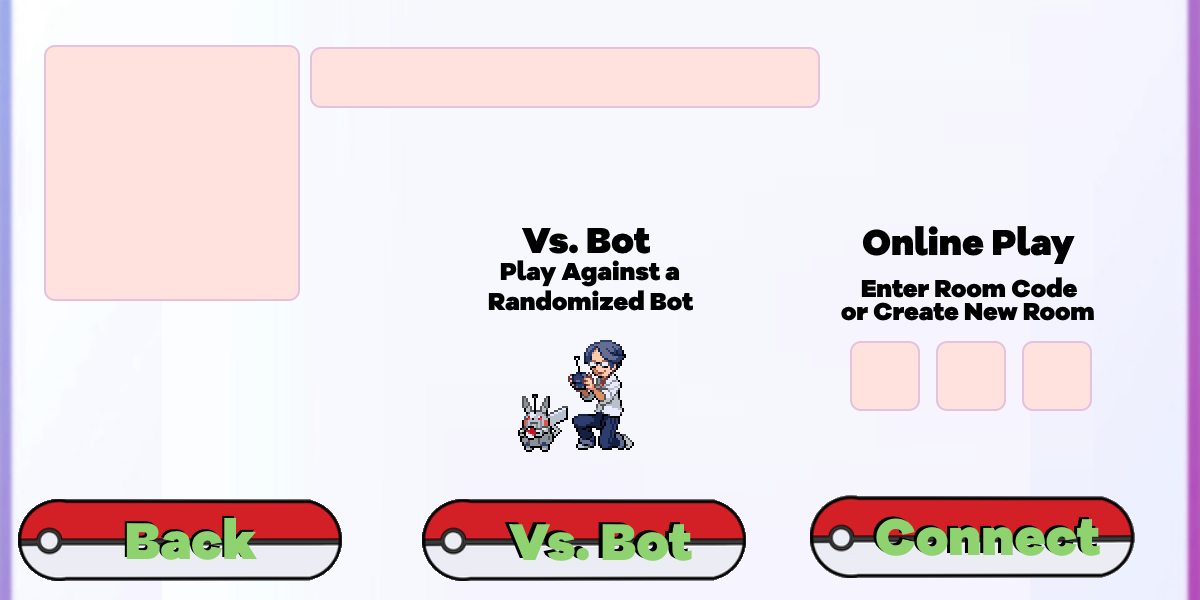 Vs. Bot
Play Against a
Randomized Bot
Online Play
Enter Room Code
or Create New Room
Back
Vs. Bot
Connect